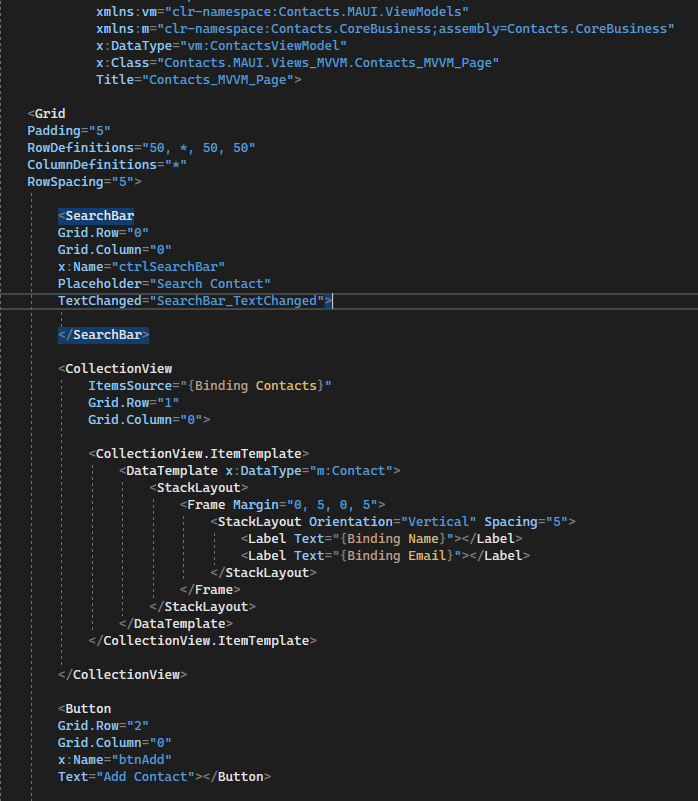 xmlns:vm="clr-namespace:Contacts.MAUI.ViewModels"
xmlns:m="clr-namespace:Contacts.CoreBusiness;assembly=Contacts.CoreBusiness"
x:DataType="vm:ContactsViewModel"
x:Class="Contacts.MAUI.Views_MVVM.Contacts_MVVM_Page"
Title="Contacts_MVVM_Page">
<Grid
Padding="5"
RowDefinitions="50, *, 50, 50"
ColumnDefinitions="*"
RowSpacing="5">
<SearchBar
Grid.Row="0"
Grid.Column="0"
x:Name="ctrlSearchBar"
Placeholder="Search Contact"
TextChanged="SearchBar_TextChanged">
</SearchBar>
<CollectionView
ItemsSource="{Binding Contacts}"
Grid.Row="1"
Grid.Column="0">
<CollectionView.ItemTemplate>
<DataTemplate x:DataType="m:Contact">
<StackLayout>
<Frame Margin="0, 5, 0, 5">
<StackLayout Orientation="Vertical" Spacing="5">
<Label Text="{Binding Name}"></Label>
<Label Text="{Binding Email}"></Label>
</StackLayout>
</Frame>
</StackLayout>
</DataTemplate>
</CollectionView.ItemTemplate>
</CollectionView>
<Button
Grid.Row="2"
Grid.Column="0"
x:Name="btnAdd"
Text="Add Contact"></Button>